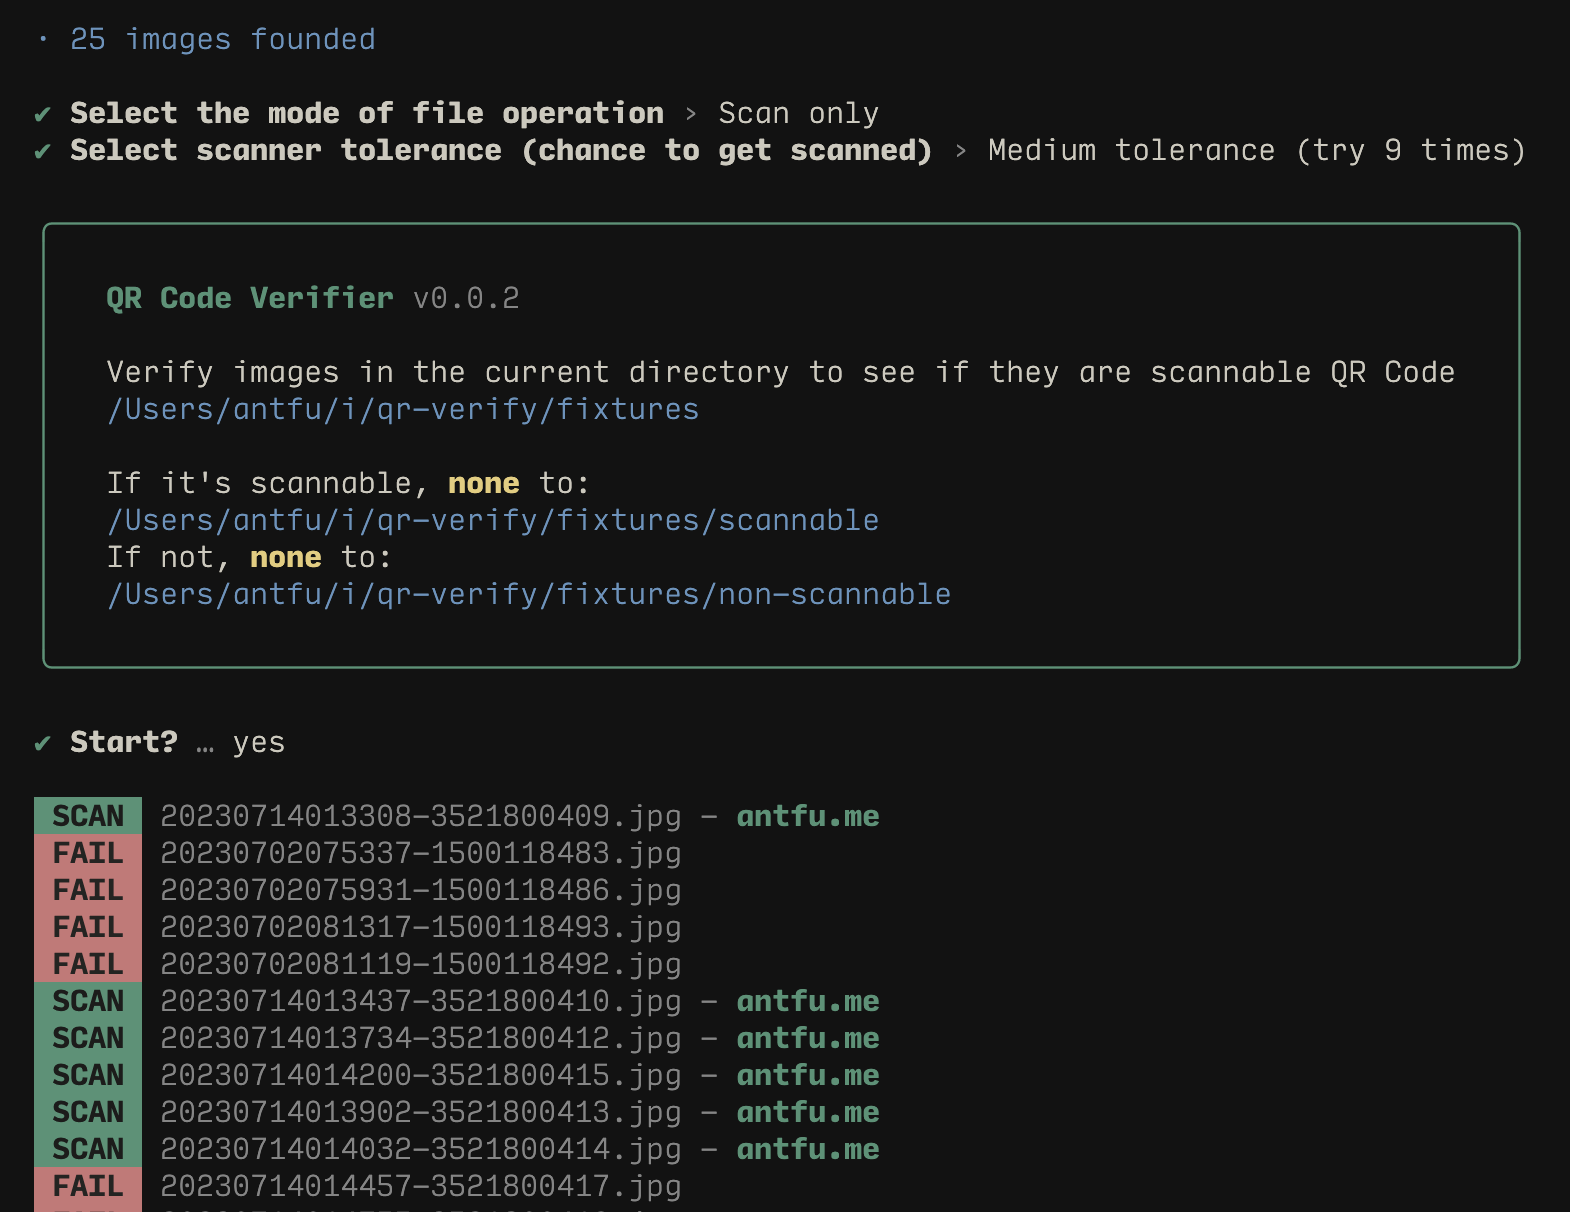 · 25 images founded
✔ Select the mode of file operation › Scan only
✔ Select scanner tolerance (chance to get scanned) › Medium tolerance (try 9 times)
QR Code Verifier v0.0.2
Verify images in the current directory to see if they are scannable QR Code
/Users/antfu/i/qr-verify/fixtures
If it's scannable, none to:
/Users/antfu/i/qr-verify/fixtures/scannable
If not, none to:
/Users/antfu/i/qr-verify/fixtures/non-scannable
✔ Start? … yes
SCAN 20230714013308-3521800409.jpg - antfu.me
FAIL 20230702075337-1500118483.jpg
FAIL 20230702075931-1500118486.jpg
FAIL 20230702081317-1500118493.jpg
FAIL 20230702081119-1500118492.jpg
SCAN 20230714013437-3521800410.jpg - antfu.me
SCAN 20230714013734-3521800412.jpg - antfu.me
SCAN 20230714014200-3521800415.jpg - antfu.me
SCAN 20230714013902-3521800413.jpg - antfu.me
SCAN 20230714014032-3521800414.jpg - antfu.me
FAIL 20230714014457-3521800417.jpg